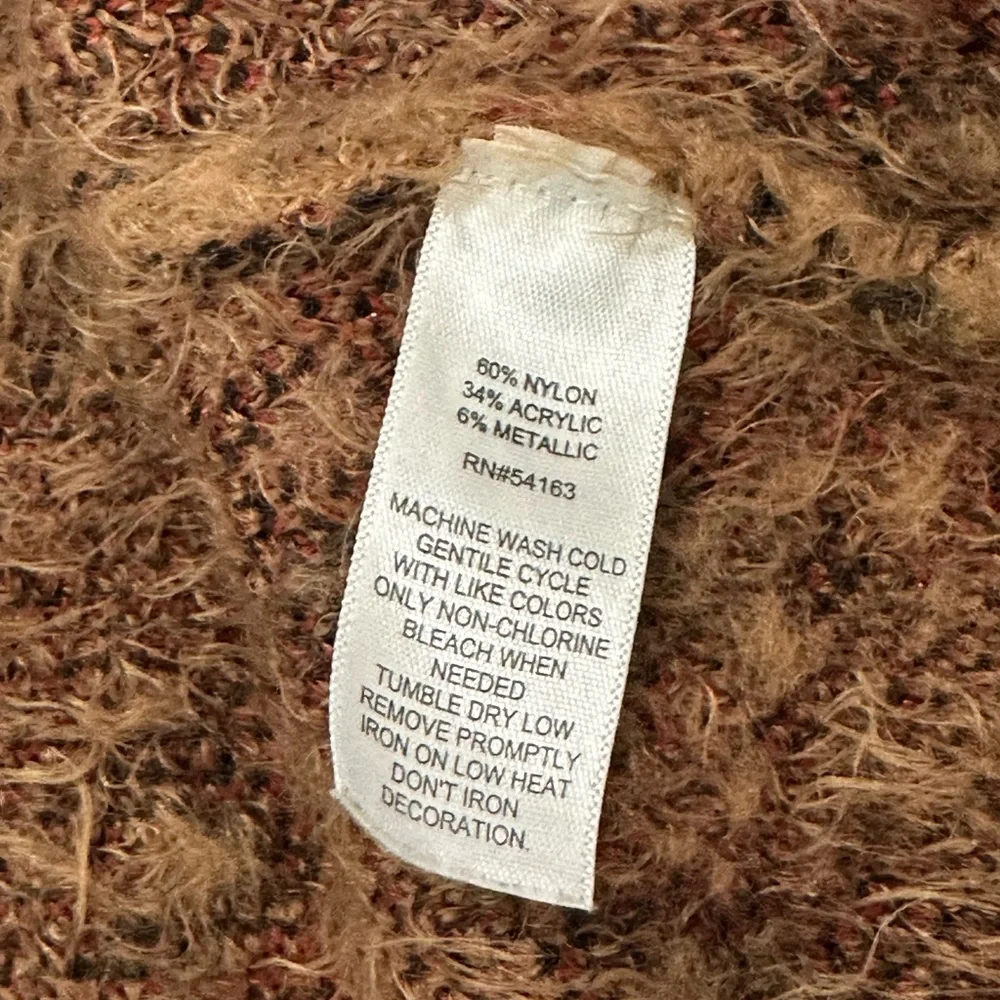 60% NYLON
34% ACRYLIC
6% METALLIC
RN#54163
MACHINE WASH COLD
GENTILE CYCLE
WITH LIKE COLORS
ONLY NON-CHLORINE
BLEACH WHEN
NEEDED
TUMBLE DRY LOW
REMOVE PROMPTLY
IRON ON LOW HEAT
DON'T IRON
DECORATION.